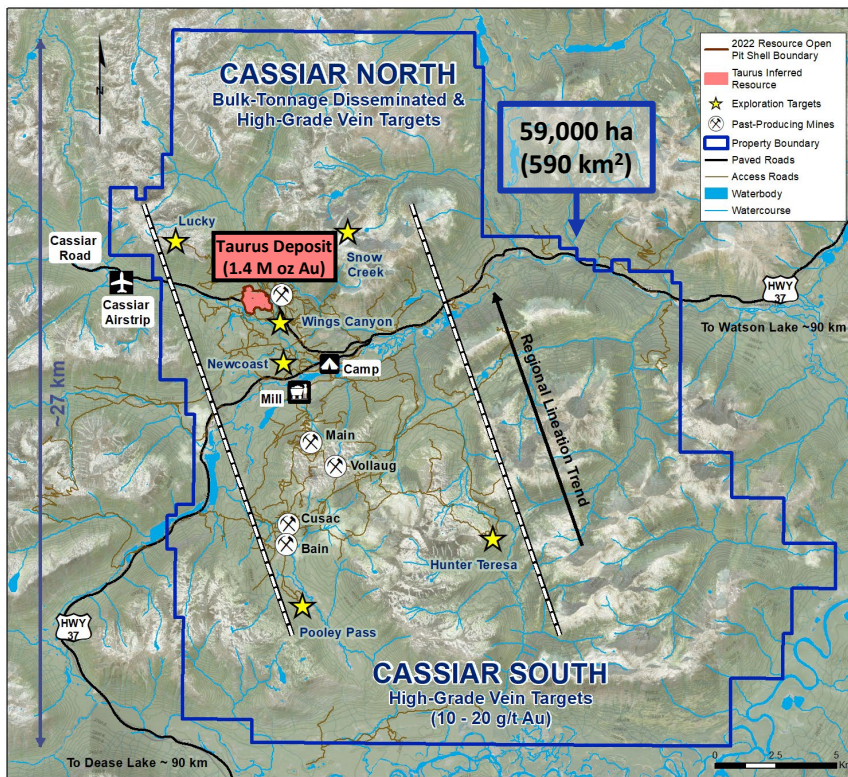 CASSIAR NORTH
Bulk-Tonnage Disseminated &
High-Grade Vein Targets
59,000 ha
(590 km²)
2022 Resource Open
Pit Shell Boundary
Taurus Inferred
Resource
Exploration Targets
Past-Producing Mines
Property Boundary
Paved Roads
Access Roads
Waterbody
Watercourse
N
Lucky
Cassiar
Road
Taurus Deposit
(1.4 M oz Au)
Snow
Creek
Cassiar
Airstrip
HWY
37
Wings Canyon
To Watson Lake ~90 km
Newcoast
Camp
Mill
~27 km
Regional Lineation Trend
Main
Vollaug
Cusac
Bain
Hunter Teresa
HWY
37
Pooley Pass
CASSIAR SOUTH
High-Grade Vein Targets
(10 - 20 g/t Au)
To Dease Lake ~ 90 km
0 2.5 5
Km